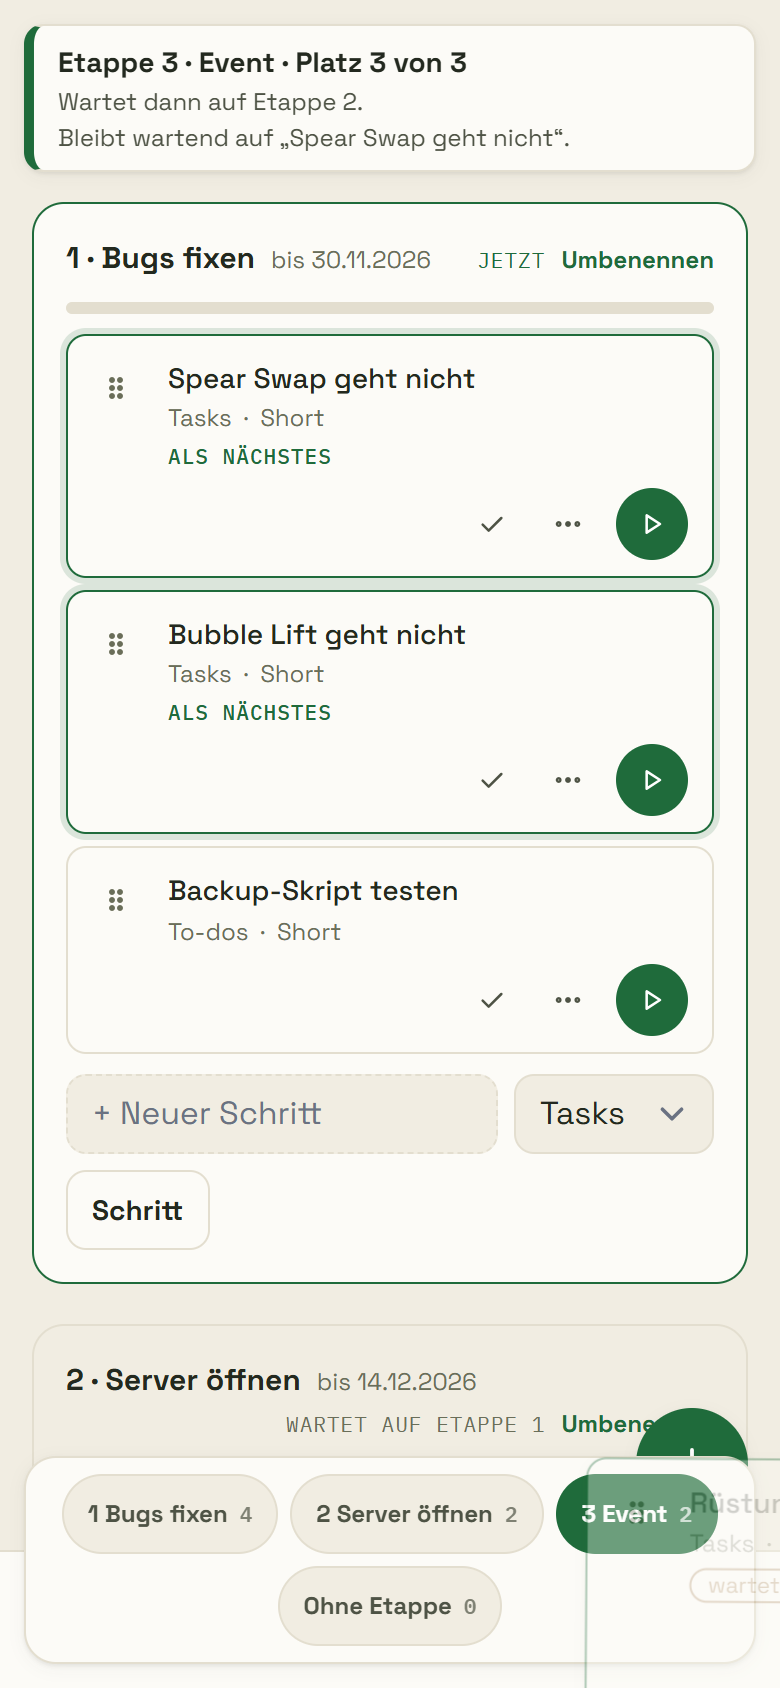 Etappe 3 · Event · Platz 3 von 3
Wartet dann auf Etappe 2.
Bleibt wartend auf „Spear Swap geht nicht“.
1 · Bugs fixen bis 30.11.2026 JETZT Umbenennen
Spear Swap geht nicht
Tasks · Short
ALS NÄCHSTES
Bubble Lift geht nicht
Tasks · Short
ALS NÄCHSTES
Backup-Skript testen
To-dos · Short
+ Neuer Schritt
Tasks
Schritt
2 · Server öffnen bis 14.12.2026
WARTET AUF ETAPPE 1 Umbene
1 Bugs fixen 4
2 Server öffnen 2
3 Event 2
Rüstun
Tasks ·
wartet
Ohne Etappe 0